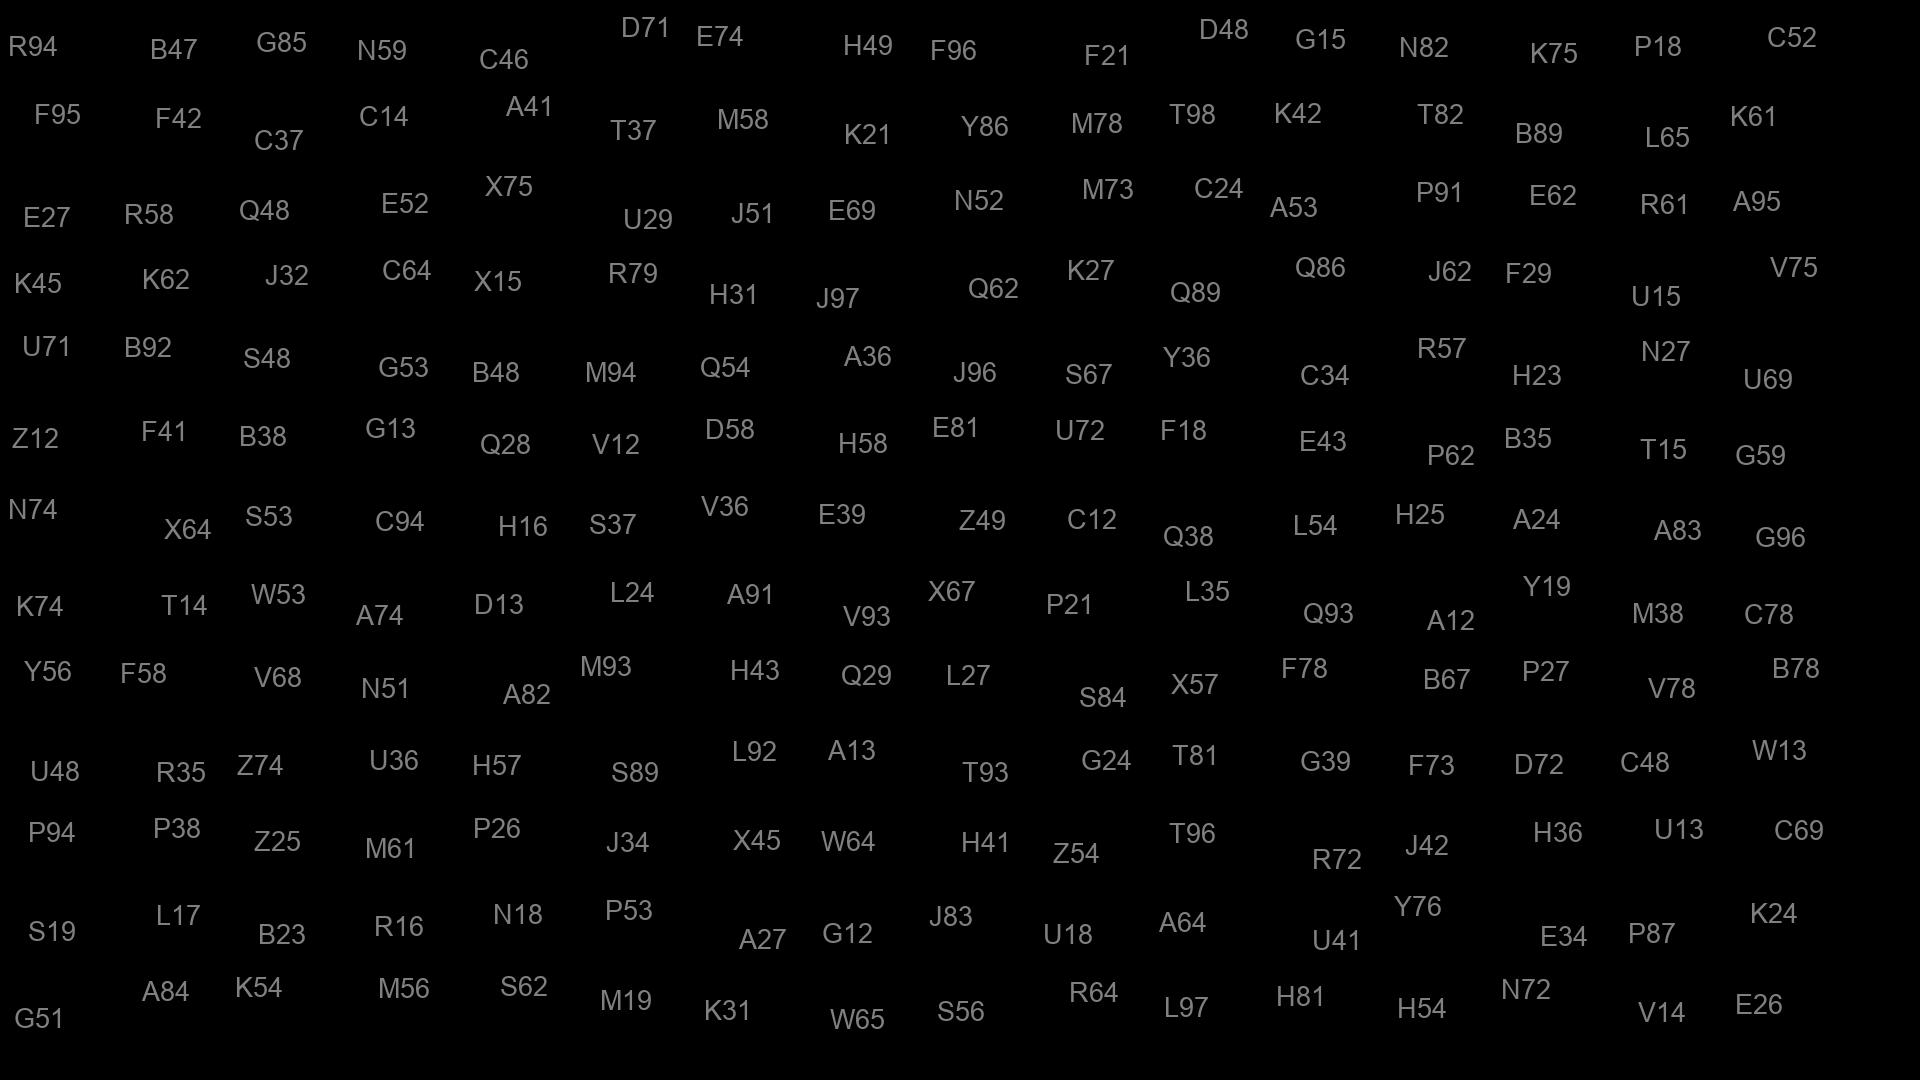 R94 B47 G85 N59 C46 D71 E74 H49 F96 F21 D48 G15 N82 K75 P18 C52
F95 F42 C37 C14 A41 T37 M58 K21 Y86 M78 T98 K42 T82 B89 L65 K61
E27 R58 Q48 E52 X75 U29 J51 E69 N52 M73 C24 A53 P91 E62 R61 A95
K45 K62 J32 C64 X15 R79 H31 J97 Q62 K27 Q89 Q86 J62 F29 U15 V75
U71 B92 S48 G53 B48 M94 Q54 A36 J96 S67 Y36 C34 R57 H23 N27 U69
Z12 F41 B38 G13 Q28 V12 D58 H58 E81 U72 F18 E43 P62 B35 T15 G59
N74 X64 S53 C94 H16 S37 V36 E39 Z49 C12 Q38 L54 H25 A24 A83 G96
K74 T14 W53 A74 D13 L24 A91 V93 X67 P21 L35 Q93 A12 Y19 M38 C78
Y56 F58 V68 N51 A82 M93 H43 Q29 L27 S84 X57 F78 B67 P27 V78 B78
U48 R35 Z74 U36 H57 S89 L92 A13 T93 G24 T81 G39 F73 D72 C48 W13
P94 P38 Z25 M61 P26 J34 X45 W64 H41 Z54 T96 R72 J42 H36 U13 C69
S19 L17 B23 R16 N18 P53 A27 G12 J83 U18 A64 U41 Y76 E34 P87 K24
G51 A84 K54 M56 S62 M19 K31 W65 S56 R64 L97 H81 H54 N72 V14 E26